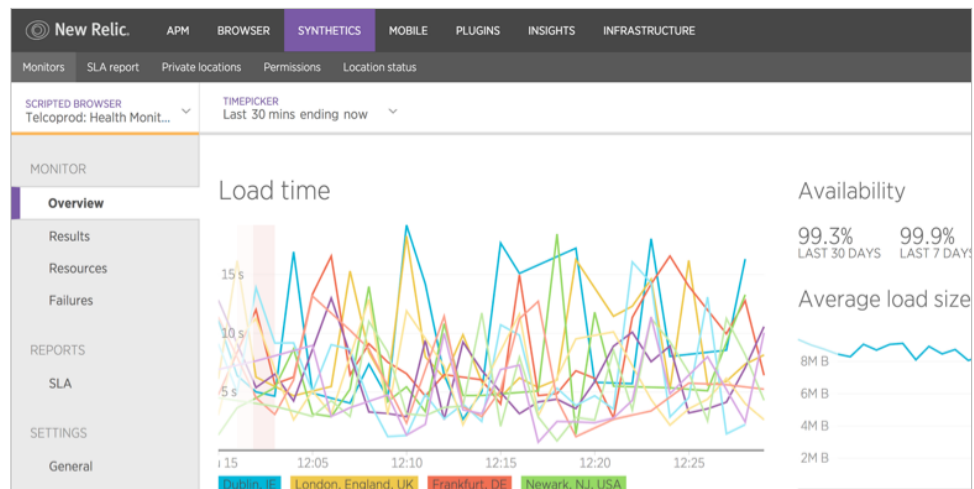 New Relic. APM BROWSER SYNTHETICS MOBILE PLUGINS INSIGHTS INFRASTRUCTURE
Monitors SLA report Private locations Permissions Location status
SCRIPTED BROWSER
Telcoprod: Health Monit...
TIMEPICKER
Last 30 mins ending now
MONITOR
Overview
Results
Resources
Failures
REPORTS
SLA
SETTINGS
General
Load time
15 s
10 s
5 s
15 12:05 12:10 12:15 12:20 12:25
Dublin, IE London, England, UK Frankfurt, DE Newark, NJ, USA
Availability
99.3% 99.9%
LAST 30 DAYS LAST 7 DAYS
Average load size
8M B
6M B
4M B
2M B